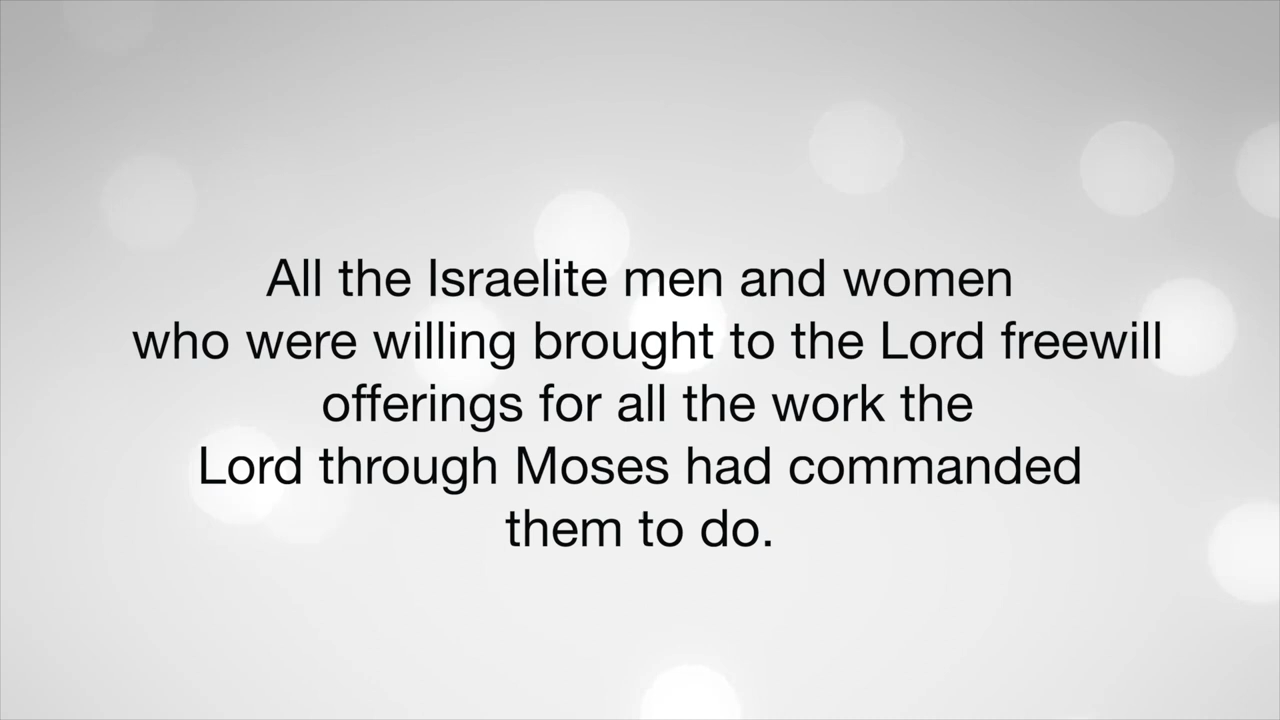 All the Israelite men and women
who were willing brought to the Lord freewill
offerings for all the work the
Lord through Moses had commanded
them to do.